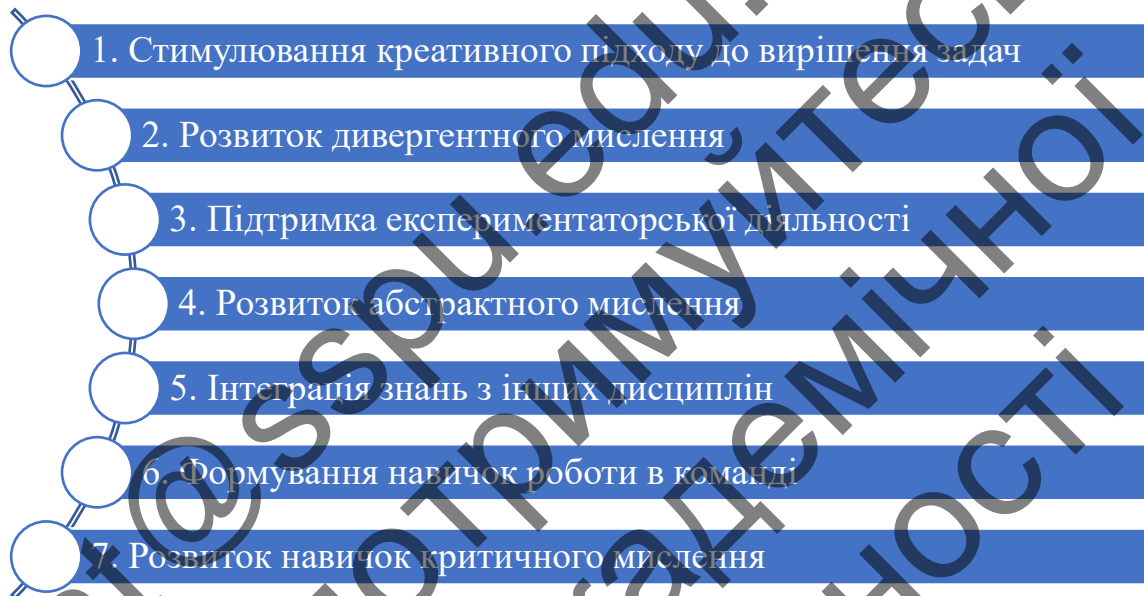 1. Стимулювання креативного підходу до вирішення задач
2. Розвиток дивергентного мислення
3. Підтримка експериментаторської діяльності
4. Розвиток абстрактного мислення
5. Інтеграція знань з інших дисциплін
6. Формування навичок роботи в команді
7. Розвиток навичок критичного мислення